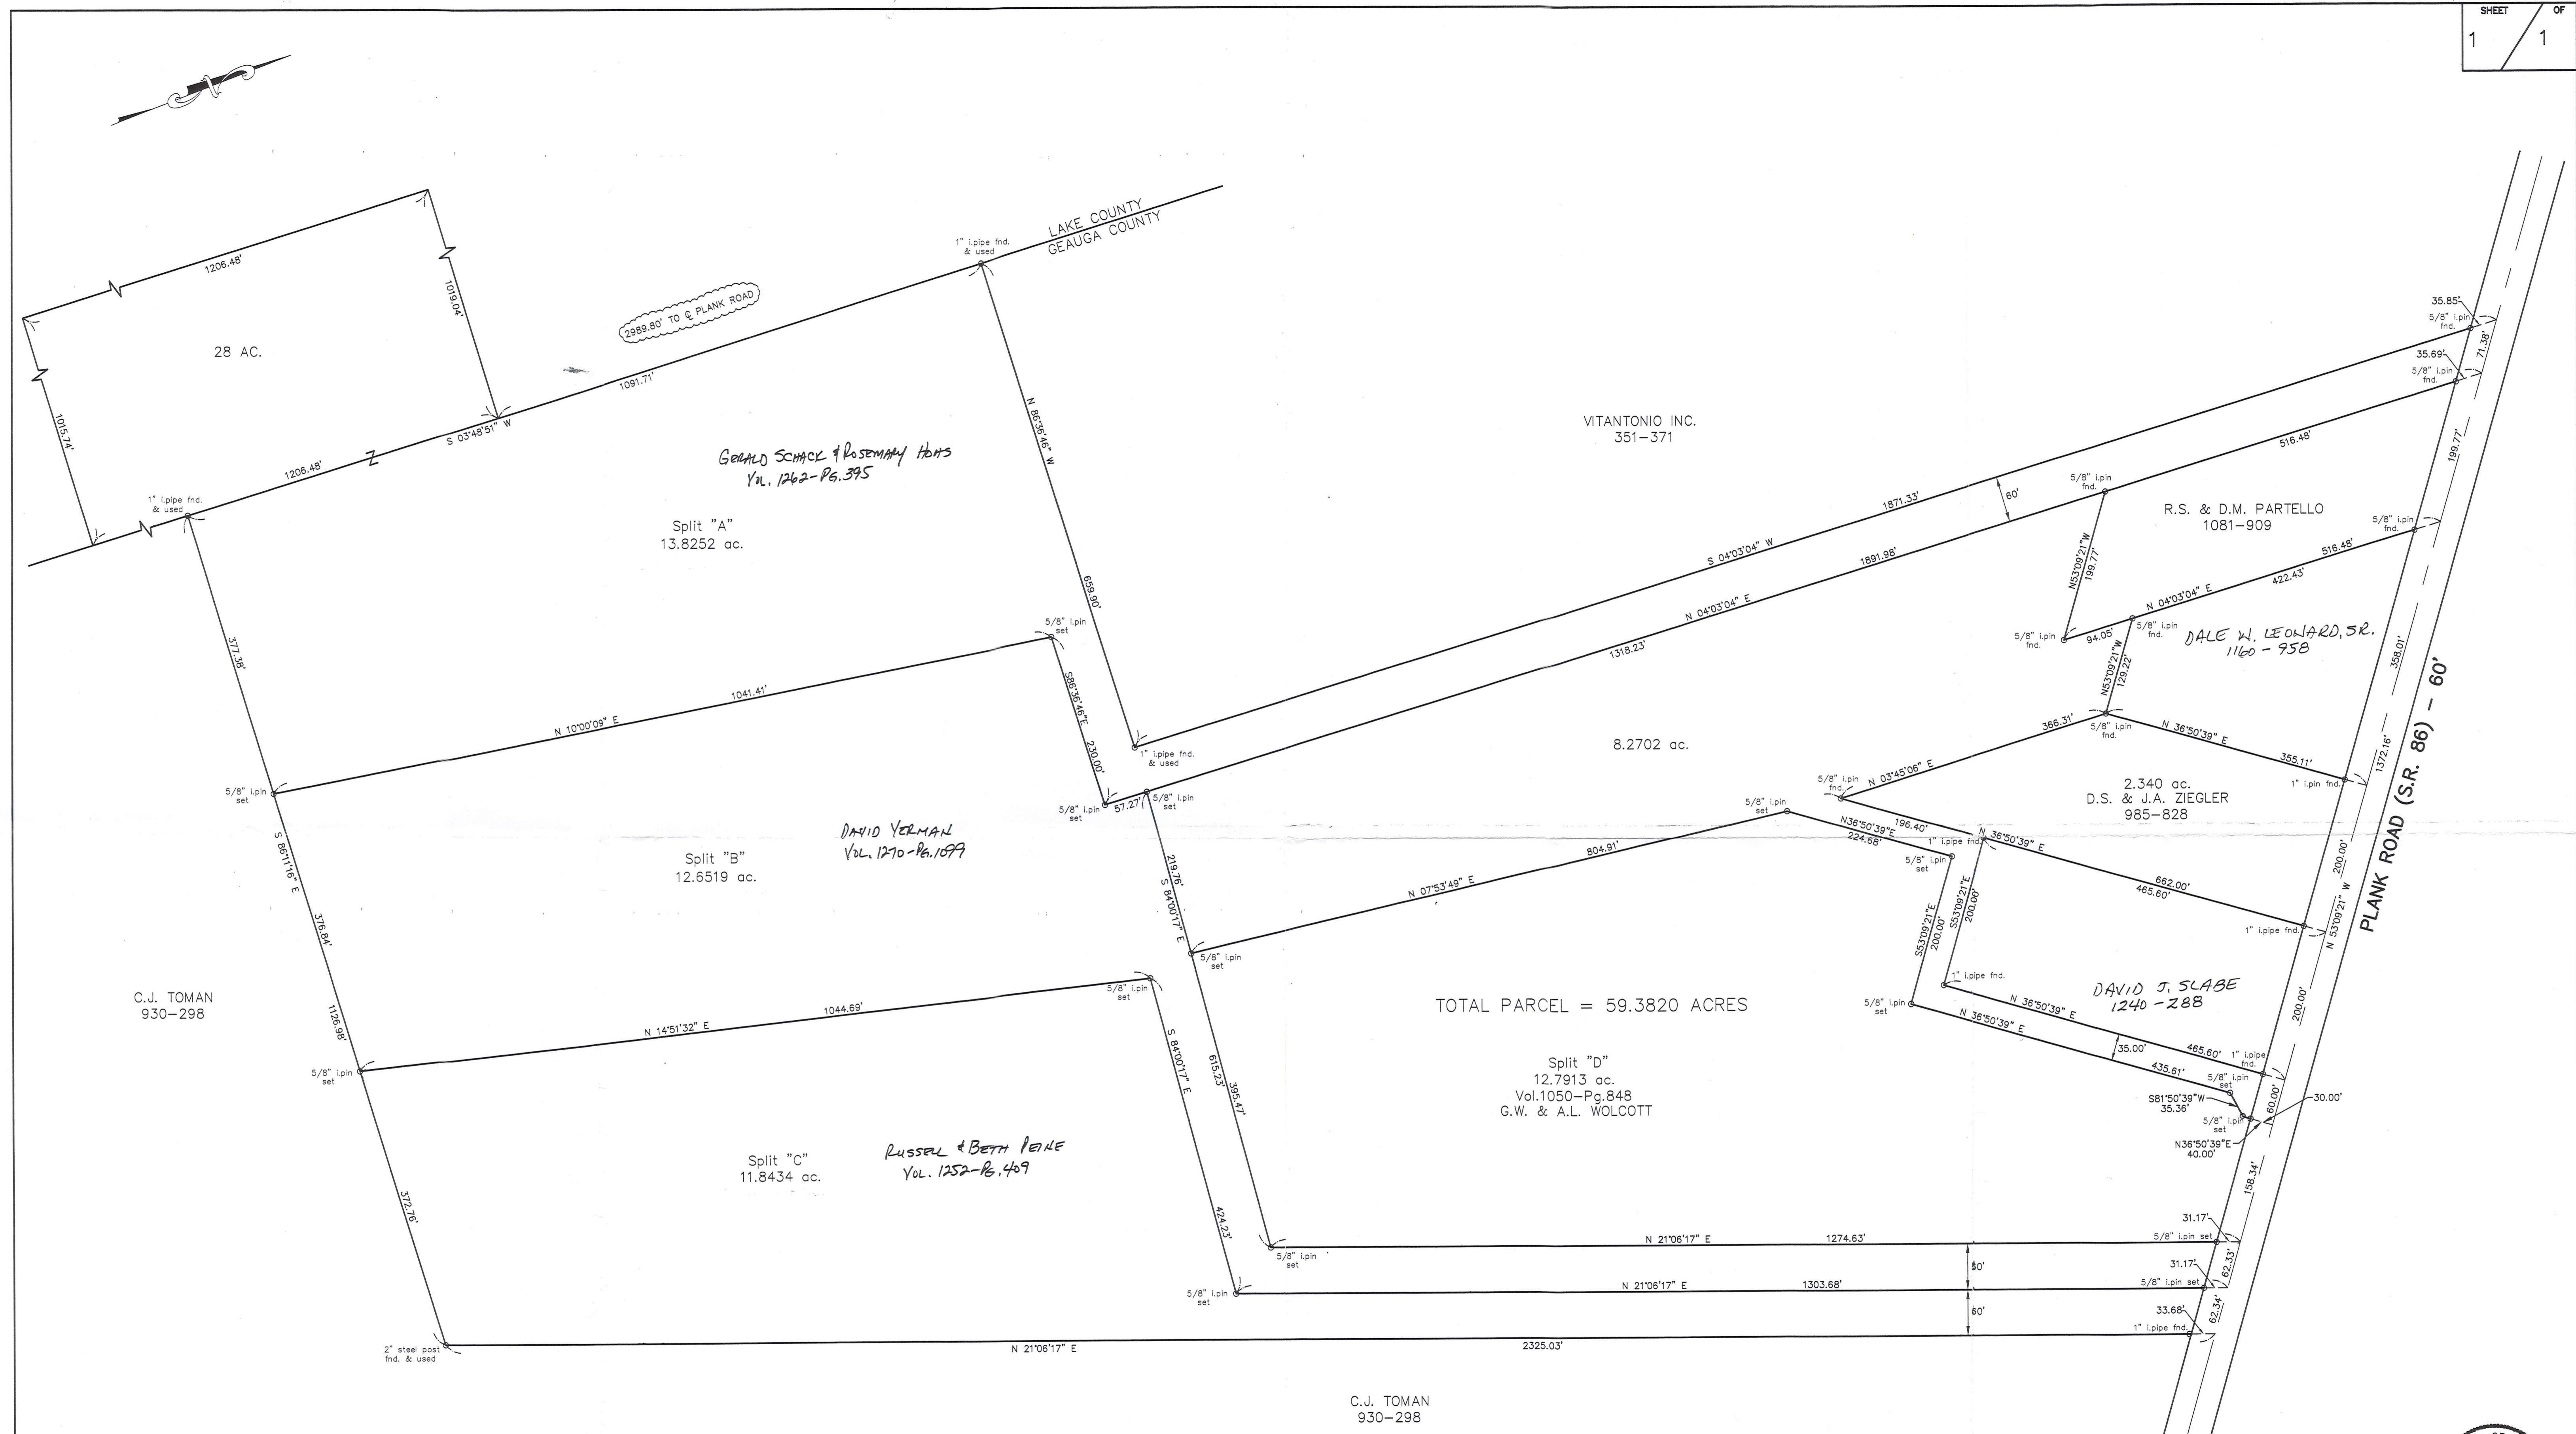 SHEET
OF
1
1
N
LAKE COUNTY
GEAUGA COUNTY
1" i.pipe fnd.
& used
1206.48'
1019.04'
28 AC.
1015.74'
2989.80' TO ℄ PLANK ROAD
1091.71'
S 03°48'51" W
1206.48'
Z
1" i.pipe fnd.
& used
N 86°36'46" W
659.90'
GERALD SCHACK & ROSEMARY HOHS
VOL. 1262-PG.395
Split "A"
13.8252 ac.
377.38'
5/8" i.pin
set
1041.41'
N 10°00'09" E
S86°36'46"E
230.00'
5/8" i.pin
set
1" i.pipe fnd.
& used
5/8" i.pin
set
57.27'
5/8" i.pin
set
VITANTONIO INC.
351-371
35.85'
5/8" i.pin
fnd.
71.38'
35.69'
5/8" i.pin
fnd.
199.77'
516.48'
5/8" i.pin
fnd.
60'
1871.33'
S 04°03'04" W
1891.98'
N 04°03'04" E
1318.23'
R.S. & D.M. PARTELLO
1081-909
5/8" i.pin
fnd.
N53°09'21"W
199.77'
516.48'
422.43'
N 04°03'04" E
5/8" i.pin
fnd.
94.05'
5/8" i.pin
fnd.
DALE W. LEONARD, SR.
1160-958
358.01'
N53°09'21"W
129.22'
366.31'
5/8" i.pin
fnd.
N 36°50'39" E
355.11'
1" i.pipe fnd.
1372.16'
PLANK ROAD (S.R. 86) - 60'
8.2702 ac.
N 03°45'06" E
5/8" i.pin
fnd.
2.340 ac.
D.S. & J.A. ZIEGLER
985-828
196.40'
N 36°50'39" E
1" i.pipe fnd.
662.00'
465.60'
200.00'
1" i.pipe fnd.
N 53°09'21" W
5/8" i.pin
set
N36°50'39"E
224.68'
5/8" i.pin
set
804.91'
N 07°53'49" E
219.76'
S 84°00'17" E
5/8" i.pin
set
DAVID YERMAN
VOL. 1270-PG.1099
Split "B"
12.6519 ac.
5/8" i.pin
set
S 86°11'16" E
376.84'
1126.98'
C.J. TOMAN
930-298
1044.69'
N 14°51'32" E
5/8" i.pin
set
5/8" i.pin
set
S53°09'21"E
200.00'
S53°09'21"E
200.00'
1" i.pipe fnd.
5/8" i.pin
set
DAVID J. SLABE
1240-288
200.00'
N 36°50'39" E
N 36°50'39" E
35.00'
465.60'
1" i.pipe
fnd.
435.61'
5/8" i.pin
set
S81°50'39"W
35.36'
60.00'
30.00'
5/8" i.pin
set
N36°50'39"E
40.00'
158.34'
TOTAL PARCEL = 59.3820 ACRES
Split "D"
12.7913 ac.
Vol.1050-Pg.848
G.W. & A.L. WOLCOTT
615.23'
395.47'
S 84°00'17" E
424.23'
RUSSELL & BETH PEINE
VOL. 1252-PG.409
Split "C"
11.8434 ac.
372.76'
5/8" i.pin
set
N 21°06'17" E
1274.63'
5/8" i.pin set
31.17'
62.33'
60'
5/8" i.pin
set
N 21°06'17" E
1303.68'
5/8" i.pin set
31.17'
60'
62.34'
33.68'
1" i.pipe fnd.
2" steel post
fnd. & used
N 21°06'17" E
2325.03'
C.J. TOMAN
930-298